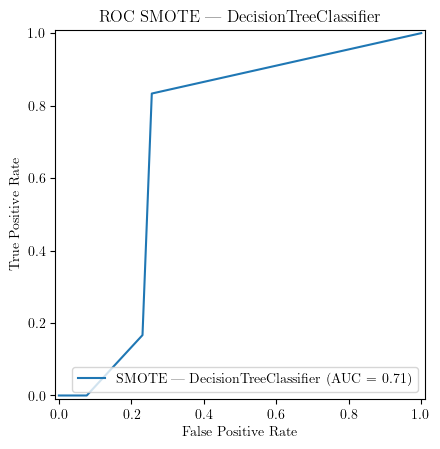 ROC SMOTE — DecisionTreeClassifier
1.0
0.8
0.6
0.4
0.2
0.0
True Positive Rate
SMOTE — DecisionTreeClassifier (AUC = 0.71)
0.0 0.2 0.4 0.6 0.8 1.0
False Positive Rate